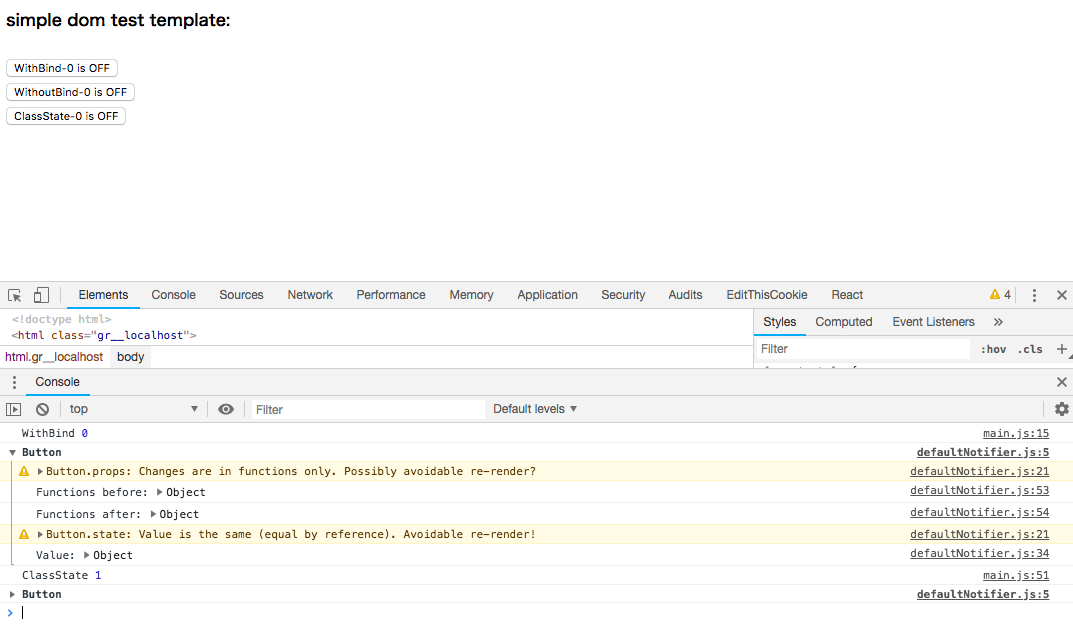 simple dom test template:
WithBind-0 is OFF
WithoutBind-0 is OFF
ClassState-0 is OFF
Elements Console Sources Network Performance Memory Application Security Audits EditThisCookie React 4
<!doctype html>
<html class="gr__localhost">
Styles Computed Event Listeners »
html.gr__localhost body
Filter :hov .cls +
Console
top Filter Default levels
WithBind 0 main.js:15
Button defaultNotifier.js:5
Button.props: Changes are in functions only. Possibly avoidable re-render? defaultNotifier.js:21
Functions before: Object defaultNotifier.js:53
Functions after: Object defaultNotifier.js:54
Button.state: Value is the same (equal by reference). Avoidable re-render! defaultNotifier.js:21
Value: Object defaultNotifier.js:34
ClassState 1 main.js:51
Button defaultNotifier.js:5
>